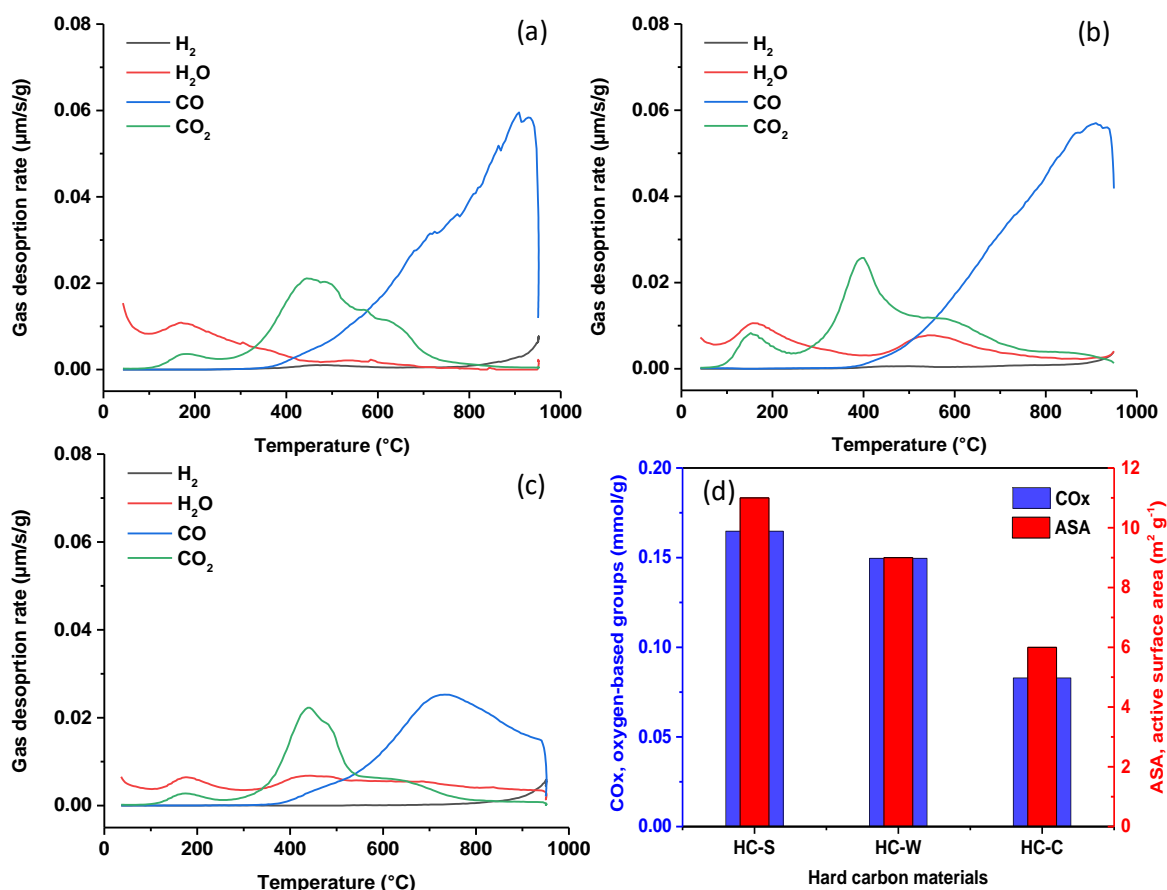 (a)
H2
H2O
CO
CO2
Gas desoprtion rate (µm/s/g)
0.08
0.06
0.04
0.02
0.00
0 200 400 600 800 1000
Temperature (°C)
(b)
H2
H2O
CO
CO2
Gas desoprtion rate (µm/s/g)
0.08
0.06
0.04
0.02
0.00
0 200 400 600 800 1000
Temperature (°C)
(c)
H2
H2O
CO
CO2
Gas desoprtion rate (µm/s/g)
0.08
0.06
0.04
0.02
0.00
0 200 400 600 800 1000
Temperature (°C)
(d)
COx
ASA
COx, oxygen-based groups (mmol/g)
0.20
0.15
0.10
0.05
0.00
HC-S HC-W HC-C
Hard carbon materials
12
10
8
6
4
2
0
ASA, active surface area (m² g⁻¹)